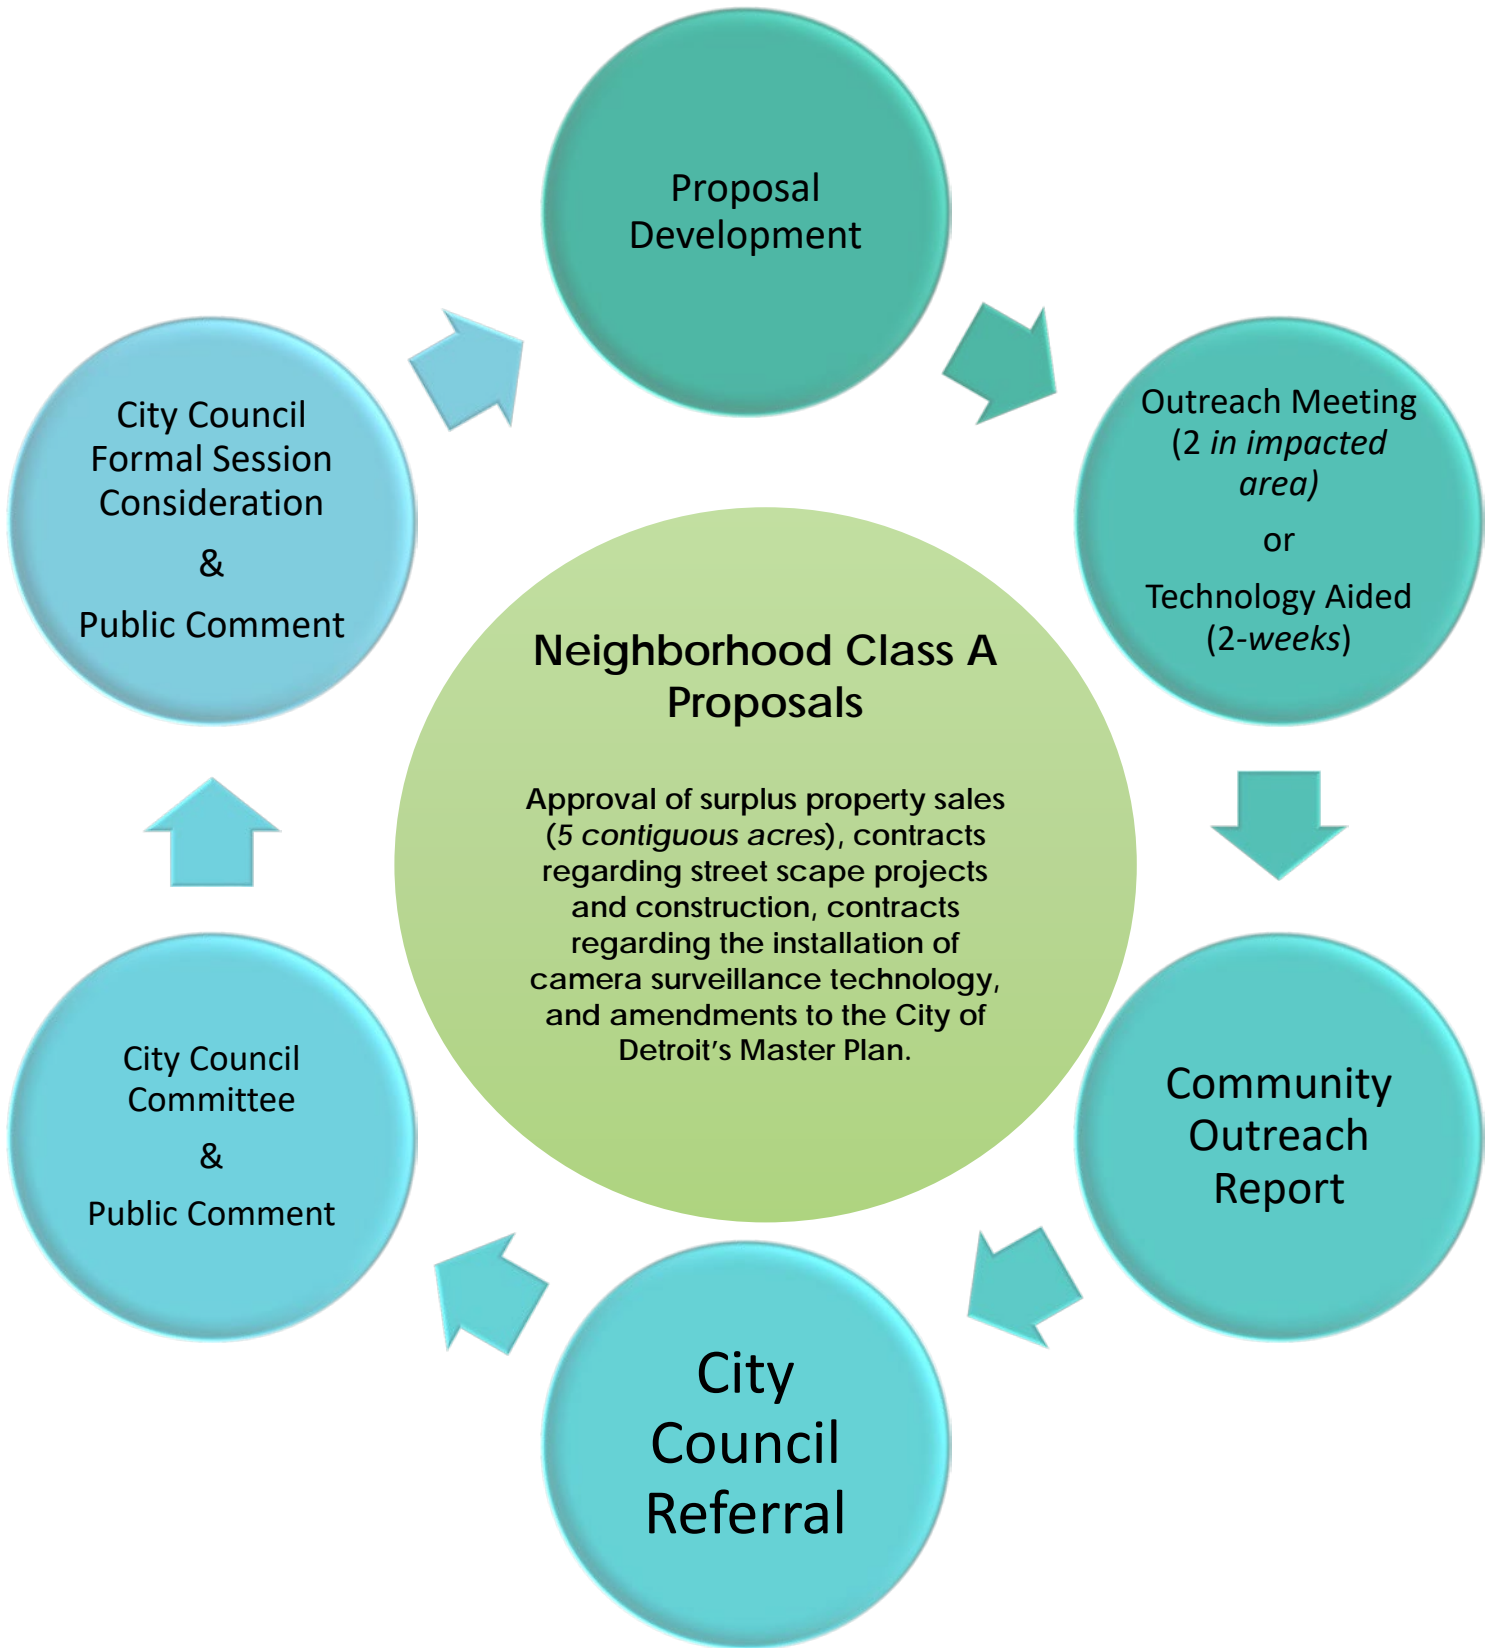 Proposal
Development
Outreach Meeting
(2 in impacted
area)
or
Technology Aided
(2-weeks)
Community
Outreach
Report
City
Council
Referral
City Council
Committee
&
Public Comment
City Council
Formal Session
Consideration
&
Public Comment
Neighborhood Class A
Proposals
Approval of surplus property sales
(5 contiguous acres), contracts
regarding street scape projects
and construction, contracts
regarding the installation of
camera surveillance technology,
and amendments to the City of
Detroit's Master Plan.